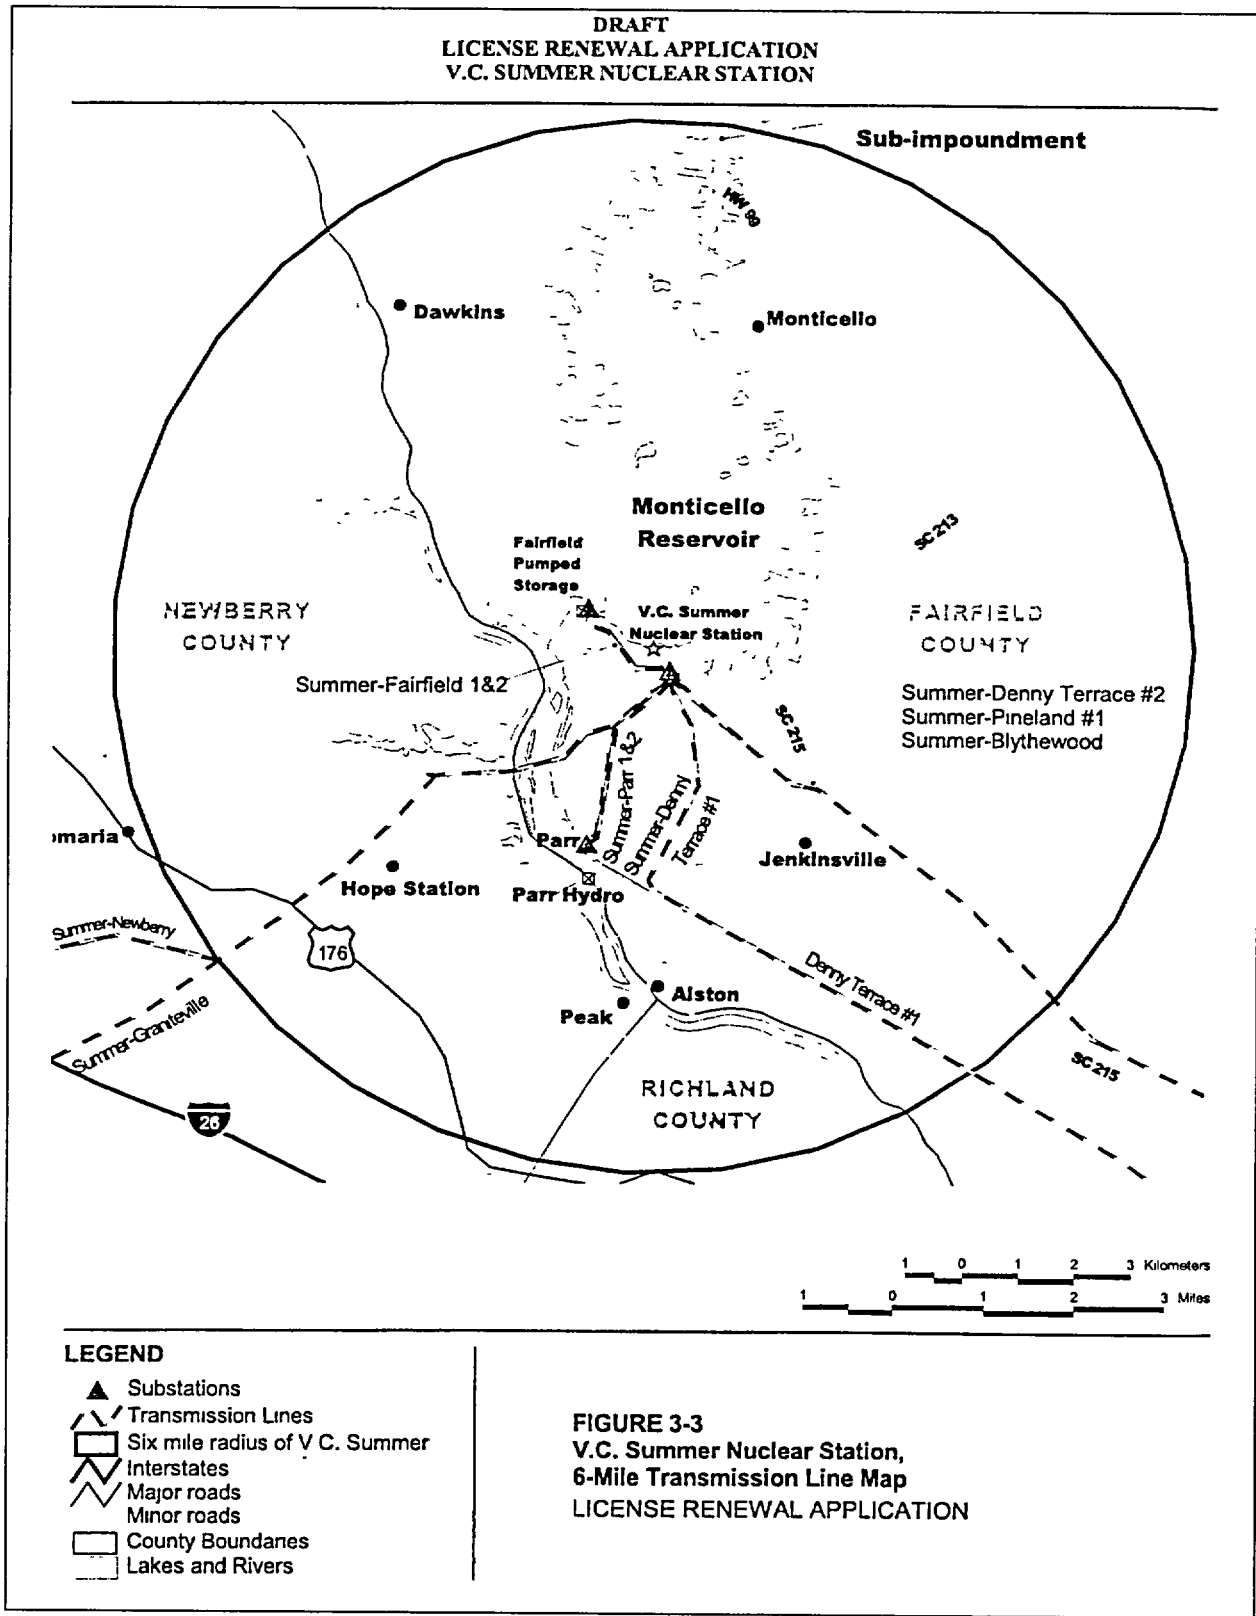 DRAFT
LICENSE RENEWAL APPLICATION
V.C. SUMMER NUCLEAR STATION
Sub-impoundment
HW 99
Dawkins
Monticello
Monticello
Reservoir
SC 213
Fairfield
Pumped
Storage
V.C. Summer
Nuclear Station
NEWBERRY
COUNTY
FAIRFIELD
COUNTY
Summer-Fairfield 1&2
Summer-Denny Terrace #2
Summer-Pineland #1
Summer-Blythewood
SC 215
Summer-Parr 1&2
Summer-Denny
Terrace #1
omaria
Parr
Jenkinsville
Hope Station
Parr Hydro
Summer-Newberry
176
Denny Terrace #1
Summer-Graniteville
Alston
Peak
SC 215
RICHLAND
COUNTY
26
1 0 1 2 3 Kilometers
1 0 1 2 3 Miles
LEGEND
Substations
Transmission Lines
Six mile radius of V C. Summer
Interstates
Major roads
Minor roads
County Boundaries
Lakes and Rivers
FIGURE 3-3
V.C. Summer Nuclear Station,
6-Mile Transmission Line Map
LICENSE RENEWAL APPLICATION